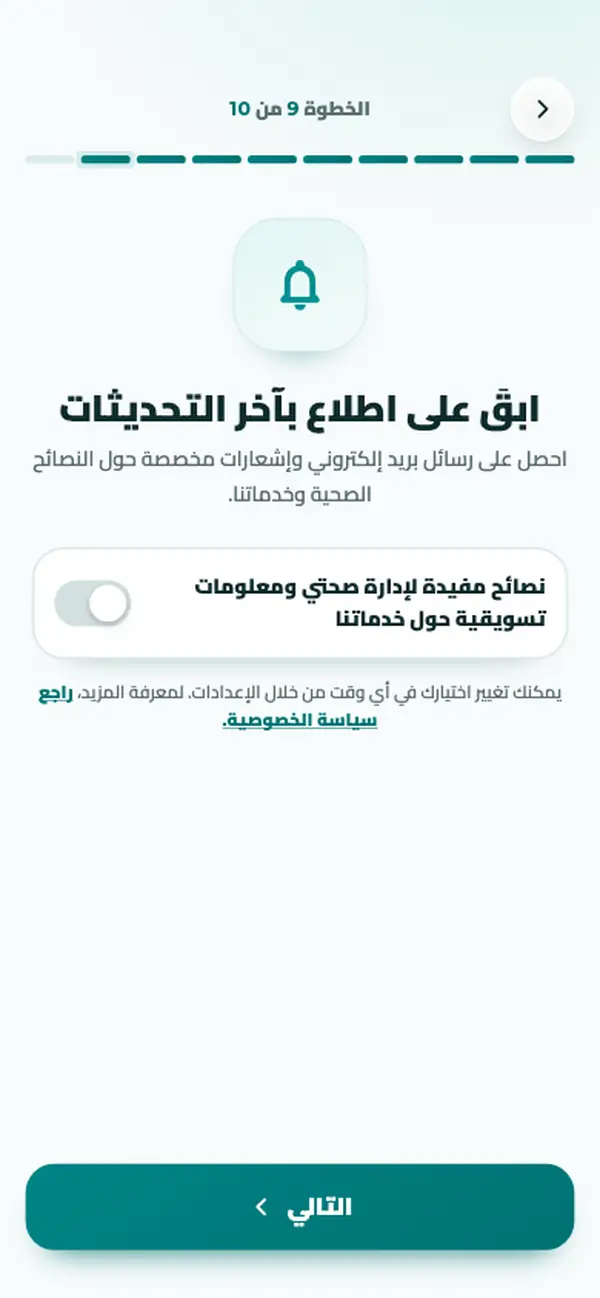 الخطوة 9 من 10
ابقَ على اطلاع بآخر التحديثات
احصل على رسائل بريد إلكتروني وإشعارات مخصصة حول النصائح
الصحية وخدماتنا.
نصائح مفيدة لإدارة صحتي ومعلومات
تسويقية حول خدماتنا
يمكنك تغيير اختيارك في أي وقت من خلال الإعدادات. لمعرفة المزيد، راجع
سياسة الخصوصية.
التالي